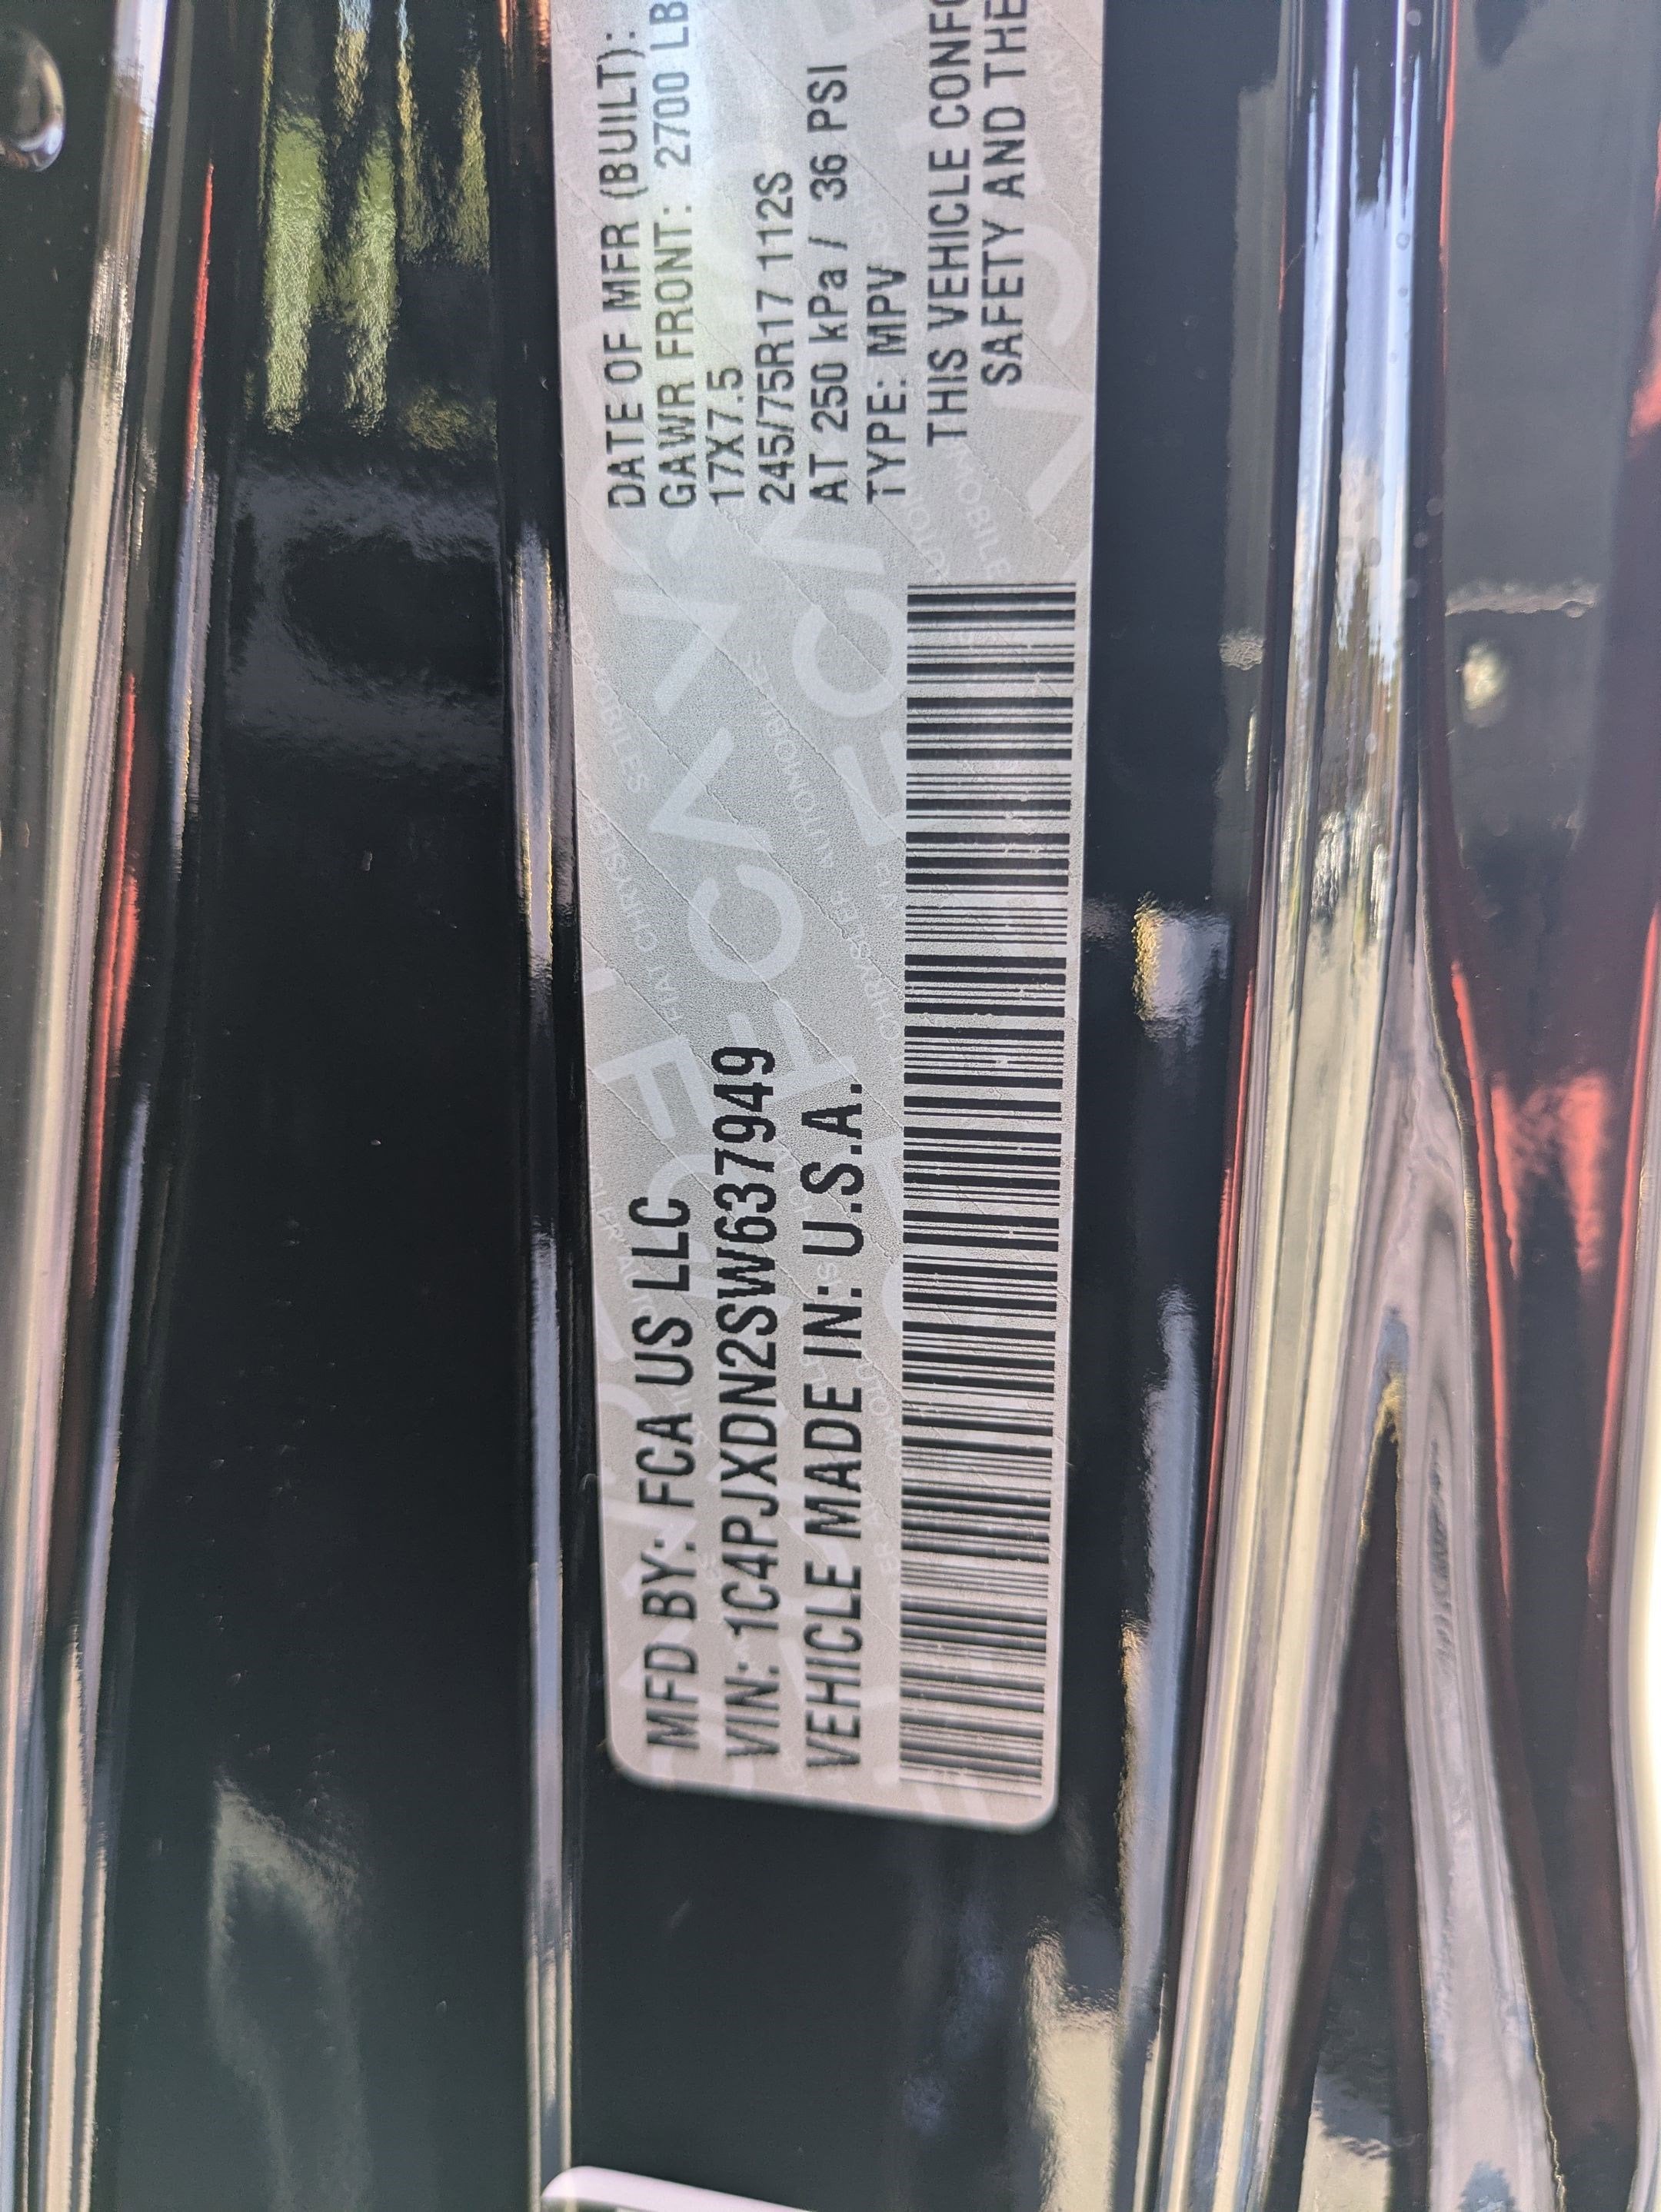 MFD BY: FCA US LLC
VIN: 1C4PJXDN2SW637949
VEHICLE MADE IN: U.S.A.
DATE OF MFR (BUILT):
GAWR FRONT: 2700 LB
17X7.5
245/75R17 112S
AT 250 kPa / 36 PSI
TYPE: MPV
THIS VEHICLE CONFO
SAFETY AND THE